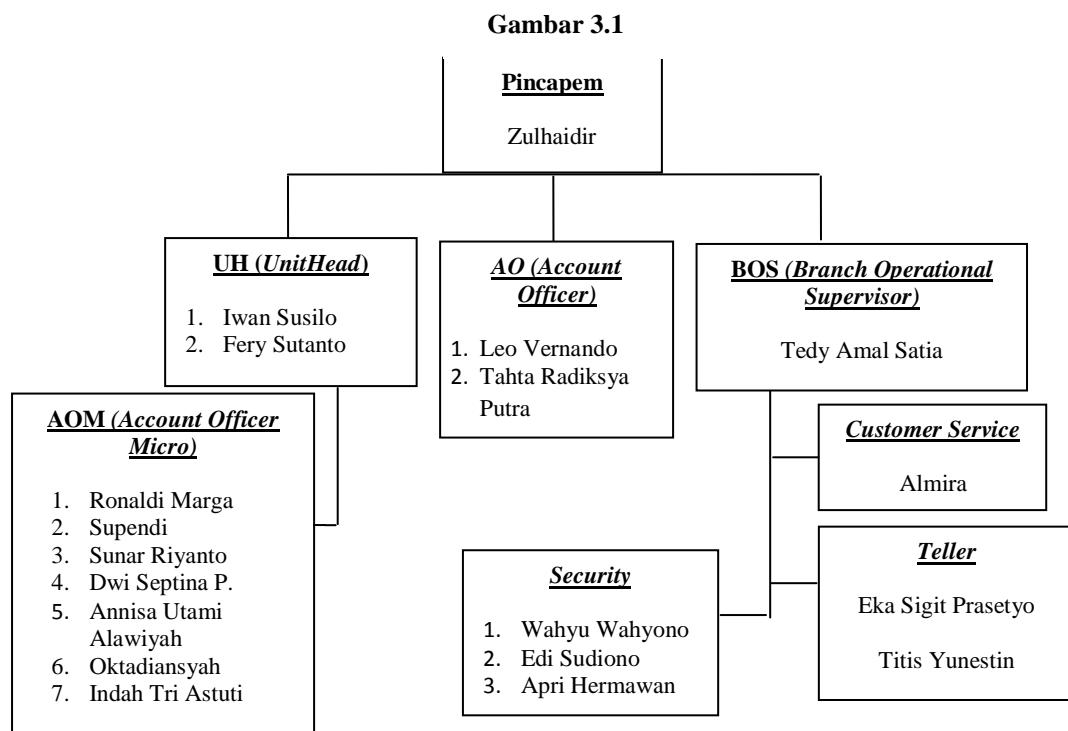 Gambar 3.1
Pincapem
Zulhaidir
UH (UnitHead)
1. Iwan Susilo
2. Fery Sutanto
AO (Account
Officer)
1. Leo Vernando
2. Tahta Radiksya
Putra
BOS (Branch Operational
Supervisor)
Tedy Amal Satia
AOM (Account Officer
Micro)
1. Ronaldi Marga
2. Supendi
3. Sunar Riyanto
4. Dwi Septina P.
5. Annisa Utami
Alawiyah
6. Oktadiansyah
7. Indah Tri Astuti
Customer Service
Almira
Security
1. Wahyu Wahyono
2. Edi Sudiono
3. Apri Hermawan
Teller
Eka Sigit Prasetyo
Titis Yunestin